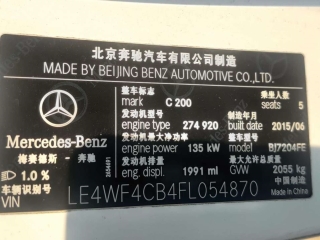 北京奔驰汽车有限公司制造
MADE BY BEIJING BENZ AUTOMOTIVE CO.,LTD.
整车标志 乘坐人数
mark C 200 seats 5
发动机型号 制造年月
engine type 274 920 built date 2015/06
发动机最大净功率 整车型号
engine power 135 kW model BJ7204FE
发动机排量 最大允许总质量
eng. displ. 1991 ml GVW 2055 kg
Mercedes-Benz
梅赛德斯 - 奔驰
1.0 %
车辆识别代号 中国制造 Made in China
VIN LE4WF4CB4FL054870